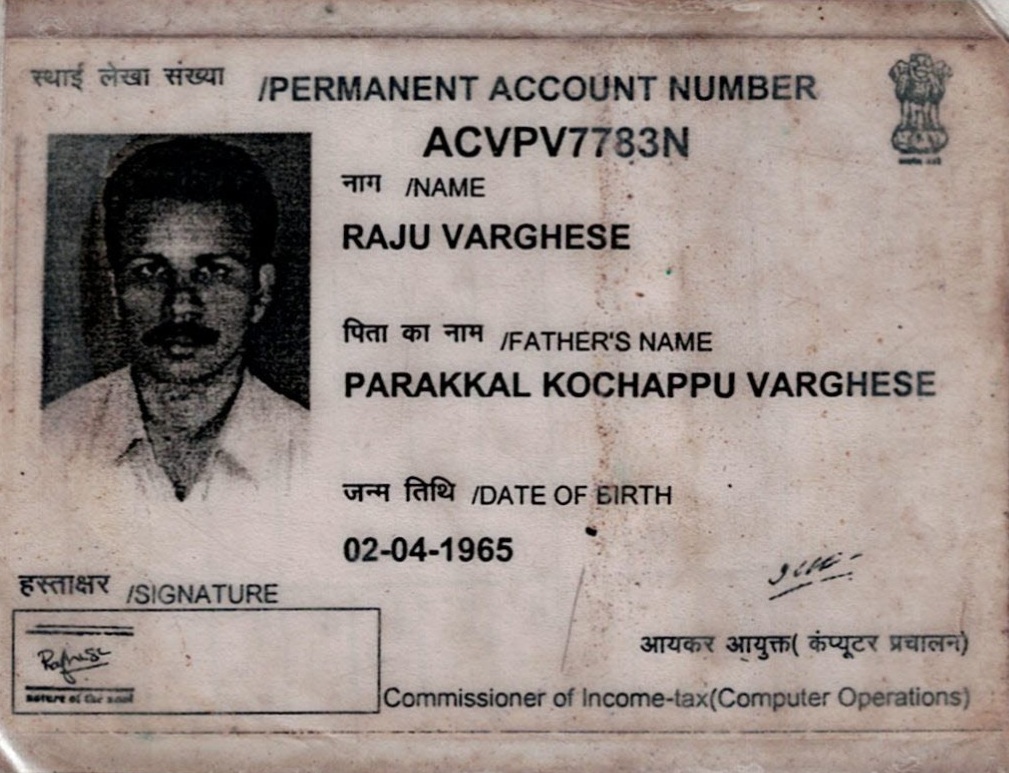 स्थाई लेखा संख्या /PERMANENT ACCOUNT NUMBER
ACVPV7783N
नाम /NAME
RAJU VARGHESE
पिता का नाम /FATHER'S NAME
PARAKKAL KOCHAPPU VARGHESE
जन्म तिथि /DATE OF BIRTH
02-04-1965
हस्ताक्षर /SIGNATURE
आयकर आयुक्त( कंप्यूटर प्रचालन)
Commissioner of Income-tax(Computer Operations)